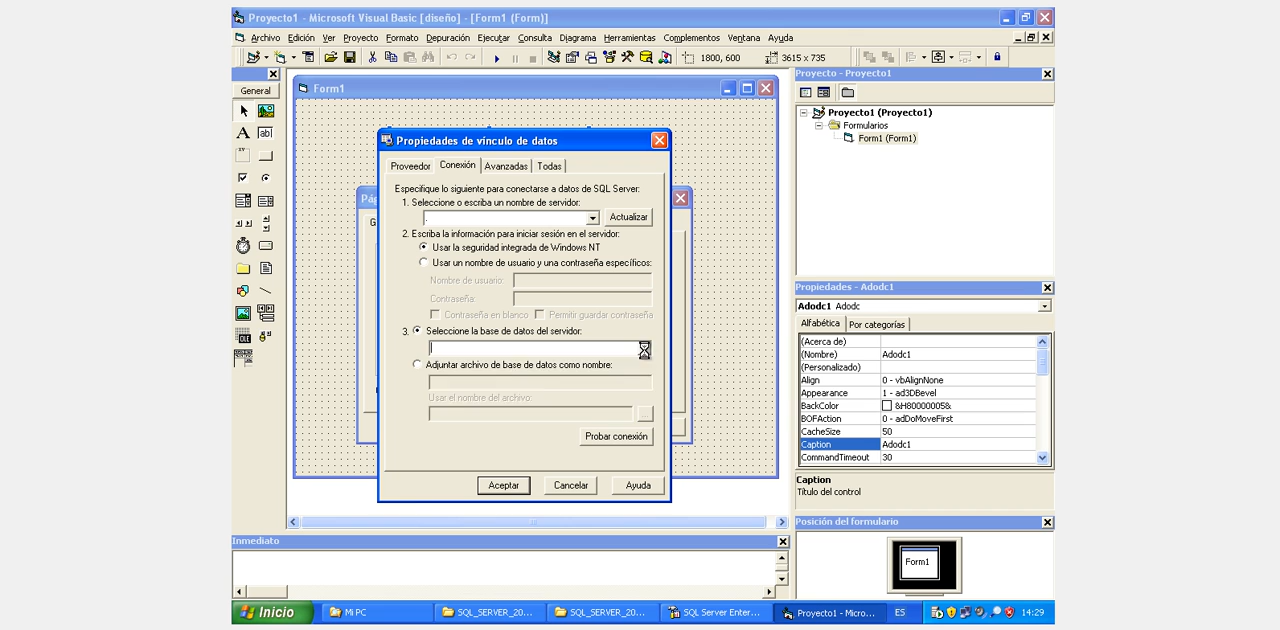 Proyecto1 - Microsoft Visual Basic [diseño] - [Form1 (Form)]
Archivo Edición Ver Proyecto Formato Depuración Ejecutar Consulta Diagrama Herramientas Complementos Ventana Ayuda
1800, 600 3615 x 735
General
Form1
Propiedades de vínculo de datos
Proveedor Conexión Avanzadas Todas
Especifique lo siguiente para conectarse a datos de SQL Server:
1. Seleccione o escriba un nombre de servidor:
. Actualizar
2. Escriba la información para iniciar sesión en el servidor:
Usar la seguridad integrada de Windows NT
Usar un nombre de usuario y una contraseña específicos:
Nombre de usuario:
Contraseña:
Contraseña en blanco Permitir guardar contraseña
3. Seleccione la base de datos del servidor:
Adjuntar archivo de base de datos como nombre:
Usar el nombre del archivo:
...
Probar conexión
Aceptar Cancelar Ayuda
Pág
G
Proyecto - Proyecto1
Proyecto1 (Proyecto1)
Formularios
Form1 (Form1)
Propiedades - Adodc1
Adodc1 Adodc
Alfabética Por categorías
(Acerca de)
(Nombre) Adodc1
(Personalizado)
Align 0 - vbAlignNone
Appearance 1 - ad3DBevel
BackColor &H80000005&
BOFAction 0 - adDoMoveFirst
CacheSize 50
Caption Adodc1
CommandTimeout 30
Caption
Título del control
Posición del formulario
Form1
Inmediato
Inicio Mi PC SQL_SERVER_20... SQL_SERVER_20... SQL Server Enter... Proyecto1 - Micro... ES 14:29